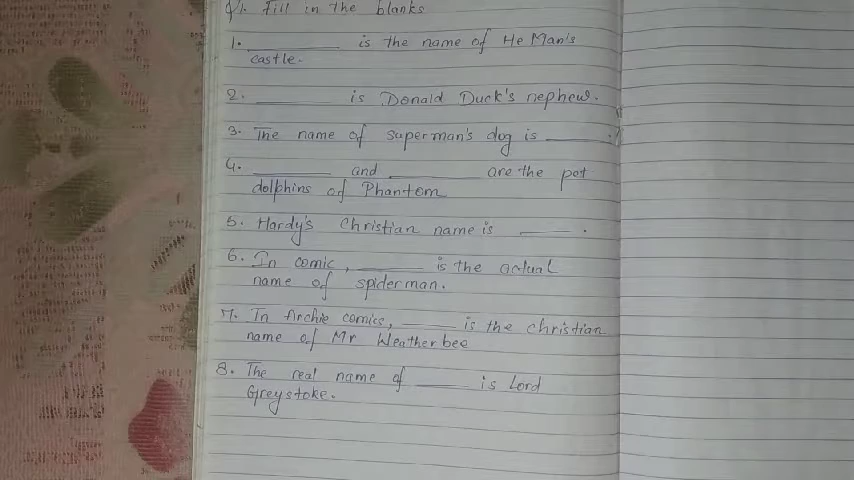 Q1. Fill in the blanks
1. ________ is the name of He Man's
castle.
2. ________ is Donald Duck's nephew.
3. The name of Superman's dog is ______.
4. ________ and ________ are the pet
dolphins of Phantom
5. Hardy's Christian name is ______.
6. In comic, ______ is the actual
name of spiderman.
7. In Archie comics, ______ is the christian
name of Mr Weatherbee
8. The real name of ______ is Lord
Greystoke.